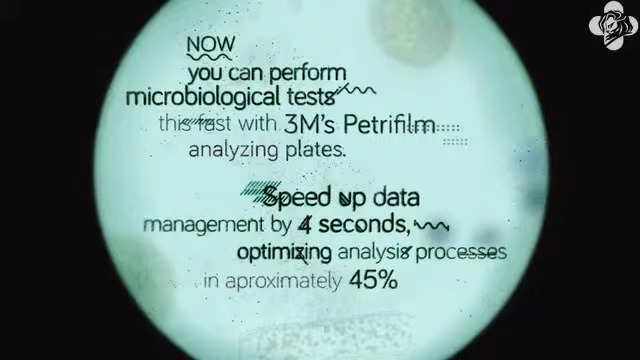 NOW
you can perform
microbiological tests
this fast with 3M's Petrifilm
analyzing plates.
Speed up data
management by 4 seconds,
optimizing analysis processes
in aproximately 45%